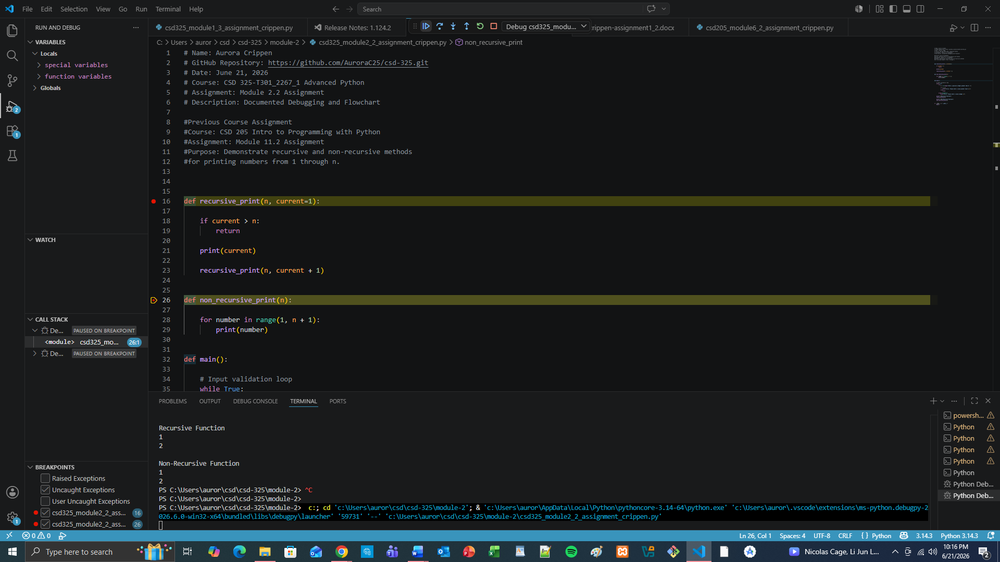 File Edit Selection View Go Run Terminal Help
Search
RUN AND DEBUG
csd325_module1_3_assignment_crippen.py
Release Notes: 1.124.2
Debug csd325_modu...
rippen-assignment1_2.docx
csd205_module6_2_assignment_crippen.py
C: > Users > auror > csd > csd-325 > module-2 > csd325_module2_2_assignment_crippen.py > non_recursive_print
VARIABLES
Locals
special variables
function variables
Globals
WATCH
CALL STACK
De... PAUSED ON BREAKPOINT
<module> csd325_mo... 26:1
De... PAUSED ON BREAKPOINT
BREAKPOINTS
Raised Exceptions
Uncaught Exceptions
User Uncaught Exceptions
csd325_module2_2_ass... 16
csd325_module2_2_ass... 26
2
1
1
1 # Name: Aurora Crippen
2 # GitHub Repository: https://github.com/AuroraC25/csd-325.git
3 # Date: June 21, 2026
4 # Course: CSD 325-T301_2267_1 Advanced Python
5 # Assignment: Module 2.2 Assignment
6 # Description: Documented Debugging and Flowchart
7
8 #Previous Course Assignment
9 #Course: CSD 205 Intro to Programming with Python
10 #Assignment: Module 11.2 Assignment
11 #Purpose: Demonstrate recursive and non-recursive methods
12 #for printing numbers from 1 through n.
13
14
15
16 def recursive_print(n, current=1):
17
18 if current > n:
19 return
20
21 print(current)
22
23 recursive_print(n, current + 1)
24
25
26 def non_recursive_print(n):
27
28 for number in range(1, n + 1):
29 print(number)
30
31
32 def main():
33
34 # Input validation loop
35 while True:
PROBLEMS OUTPUT DEBUG CONSOLE TERMINAL PORTS
Recursive Function
1
2
Non-Recursive Function
1
2
PS C:\Users\auror\csd\csd-325\module-2> ^C
PS C:\Users\auror\csd\csd-325\module-2>
PS C:\Users\auror\csd\csd-325\module-2>  c:; cd 'c:\Users\auror\csd\csd-325\module-2'; & 'c:\Users\auror\AppData\Local\Python\pythoncore-3.14-64\python.exe' 'c:\Users\auror\.vscode\extensions\ms-python.debugpy-2
026.6.0-win32-x64\bundled\libs\debugpy\launcher' '59731' '--' 'c:\Users\auror\csd\csd-325\module-2\csd325_module2_2_assignment_crippen.py'
powersh...
Python
Python
Python
Python
Python
Python Deb...
Python Deb...
0 0
Ln 26, Col 1 Spaces: 4 UTF-8 CRLF { } Python 3.14.3 Python 3.14.3
Type here to search
Nicolas Cage, Li Jun L...
10:16 PM
6/21/2026
2